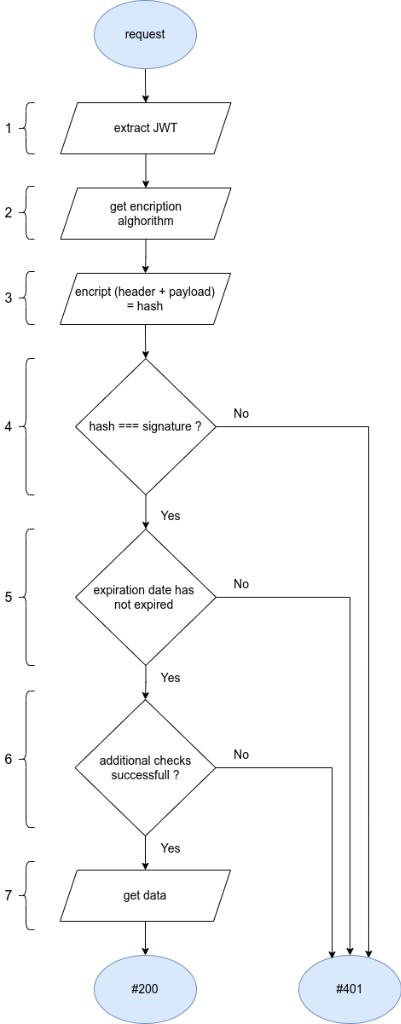 request
1
extract JWT
2
get encription
alghorithm
3
encript (header + payload)
= hash
4
hash === signature ?
No
Yes
5
expiration date has
not expired
No
Yes
6
additional checks
successfull ?
No
Yes
7
get data
#200
#401